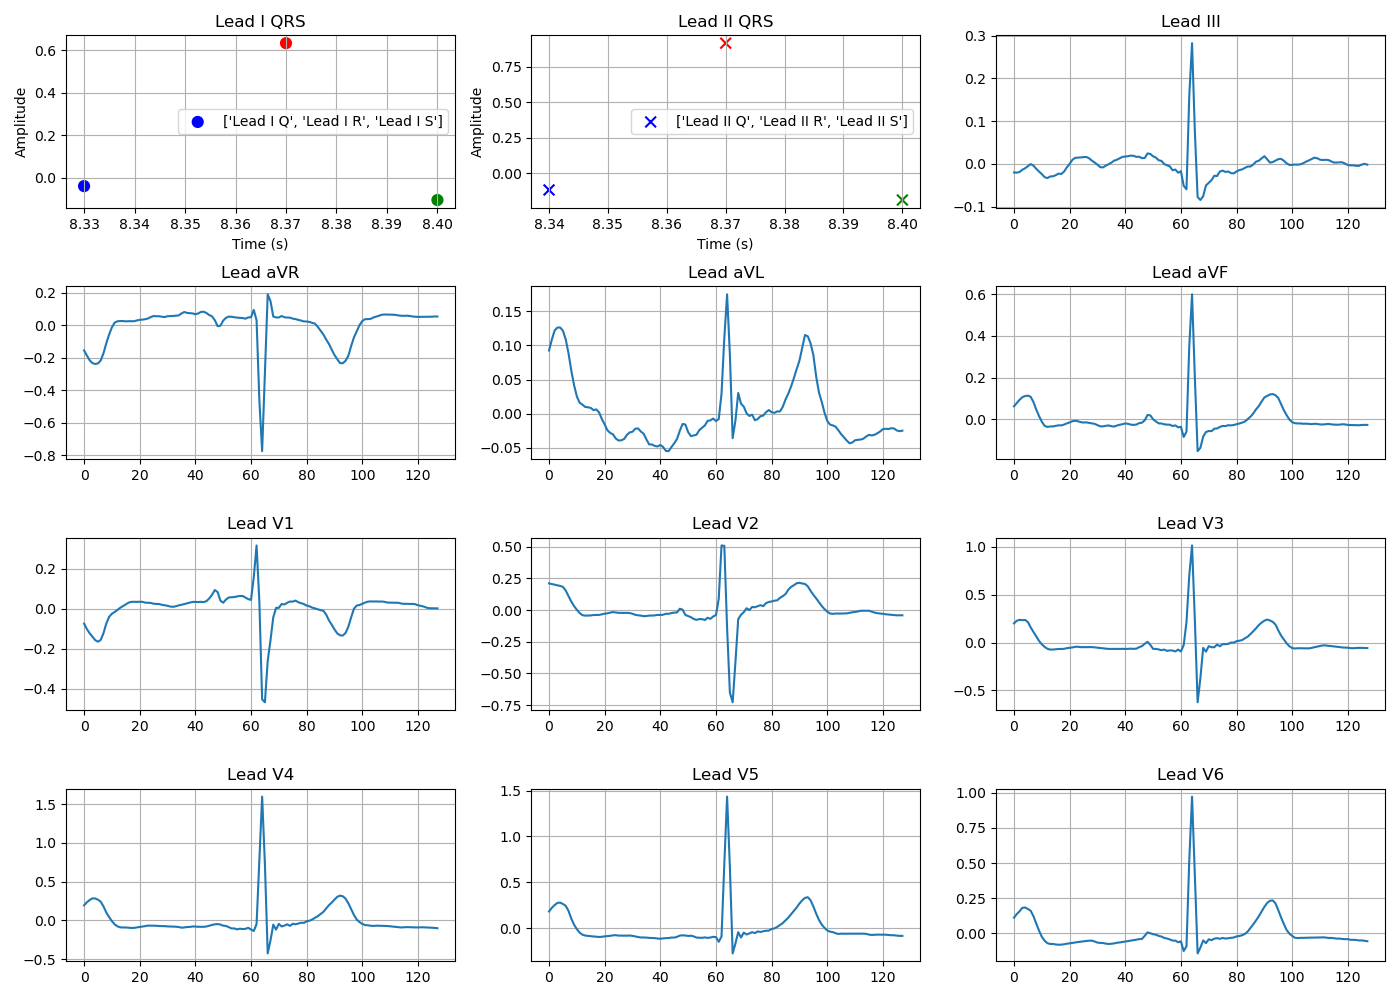 Lead I QRS
Lead II QRS
Lead III
Amplitude
0.6
0.4
0.2
0.0
['Lead I Q', 'Lead I R', 'Lead I S']
8.33 8.34 8.35 8.36 8.37 8.38 8.39 8.40
Time (s)
Amplitude
0.75
0.50
0.25
0.00
['Lead II Q', 'Lead II R', 'Lead II S']
8.34 8.35 8.36 8.37 8.38 8.39 8.40
Time (s)
0.3
0.2
0.1
0.0
−0.1
0 20 40 60 80 100 120
Lead aVR
Lead aVL
Lead aVF
0.2
0.0
−0.2
−0.4
−0.6
−0.8
0 20 40 60 80 100 120
0.15
0.10
0.05
0.00
−0.05
0 20 40 60 80 100 120
0.6
0.4
0.2
0.0
0 20 40 60 80 100 120
Lead V1
Lead V2
Lead V3
0.2
0.0
−0.2
−0.4
0 20 40 60 80 100 120
0.50
0.25
0.00
−0.25
−0.50
−0.75
0 20 40 60 80 100 120
1.0
0.5
0.0
−0.5
0 20 40 60 80 100 120
Lead V4
Lead V5
Lead V6
1.5
1.0
0.5
0.0
−0.5
0 20 40 60 80 100 120
1.5
1.0
0.5
0.0
0 20 40 60 80 100 120
1.00
0.75
0.50
0.25
0.00
0 20 40 60 80 100 120